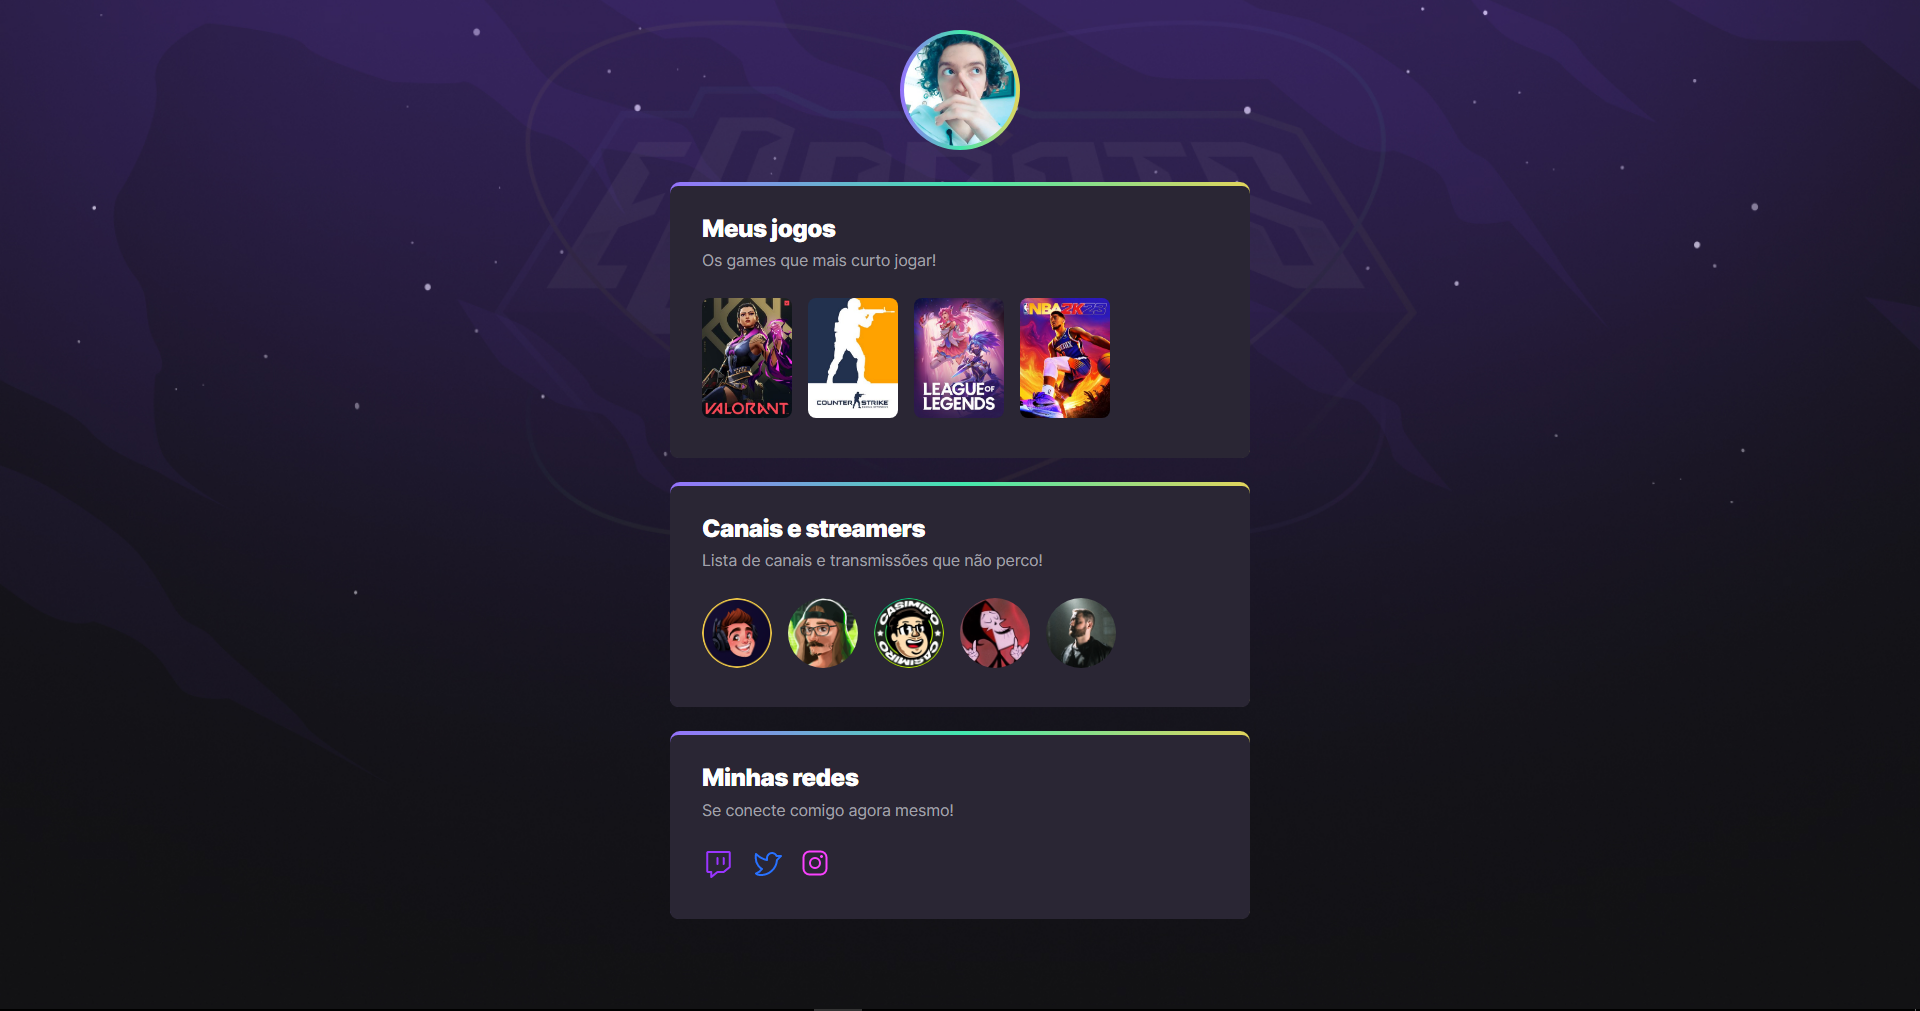 Meus jogos
Os games que mais curto jogar!
VALORANT
COUNTER STRIKE
LEAGUE OF
LEGENDS
NBA 2K23
Canais e streamers
Lista de canais e transmissões que não perco!
CASIMIRO
CASIMIRO
Minhas redes
Se conecte comigo agora mesmo!